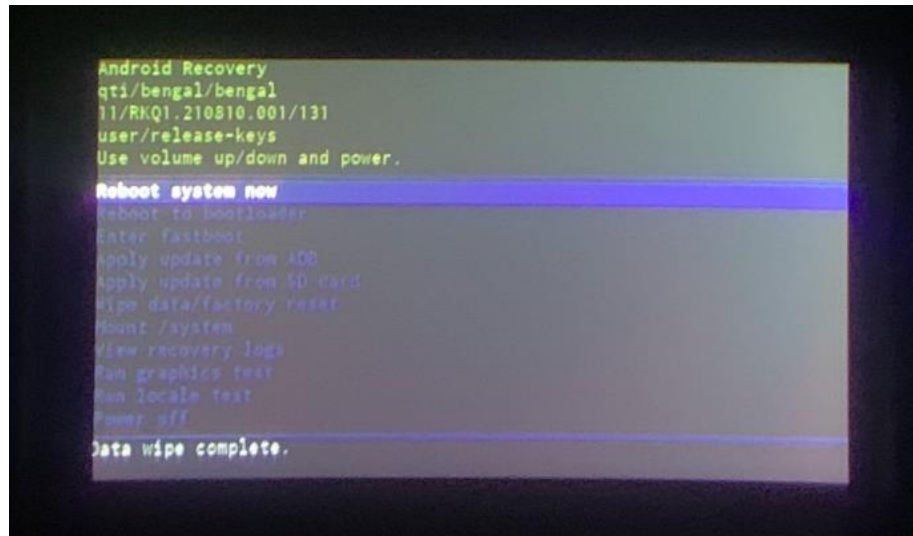 Android Recovery
qti/bengal/bengal
11/RKQ1.210810.001/131
user/release-keys
Use volume up/down and power.
Reboot system now
Reboot to bootloader
Enter fastboot
Apply update from ADB
Apply update from SD card
Wipe data/factory reset
Mount /system
View recovery logs
Run graphics test
Run locale test
Power off
Data wipe complete.